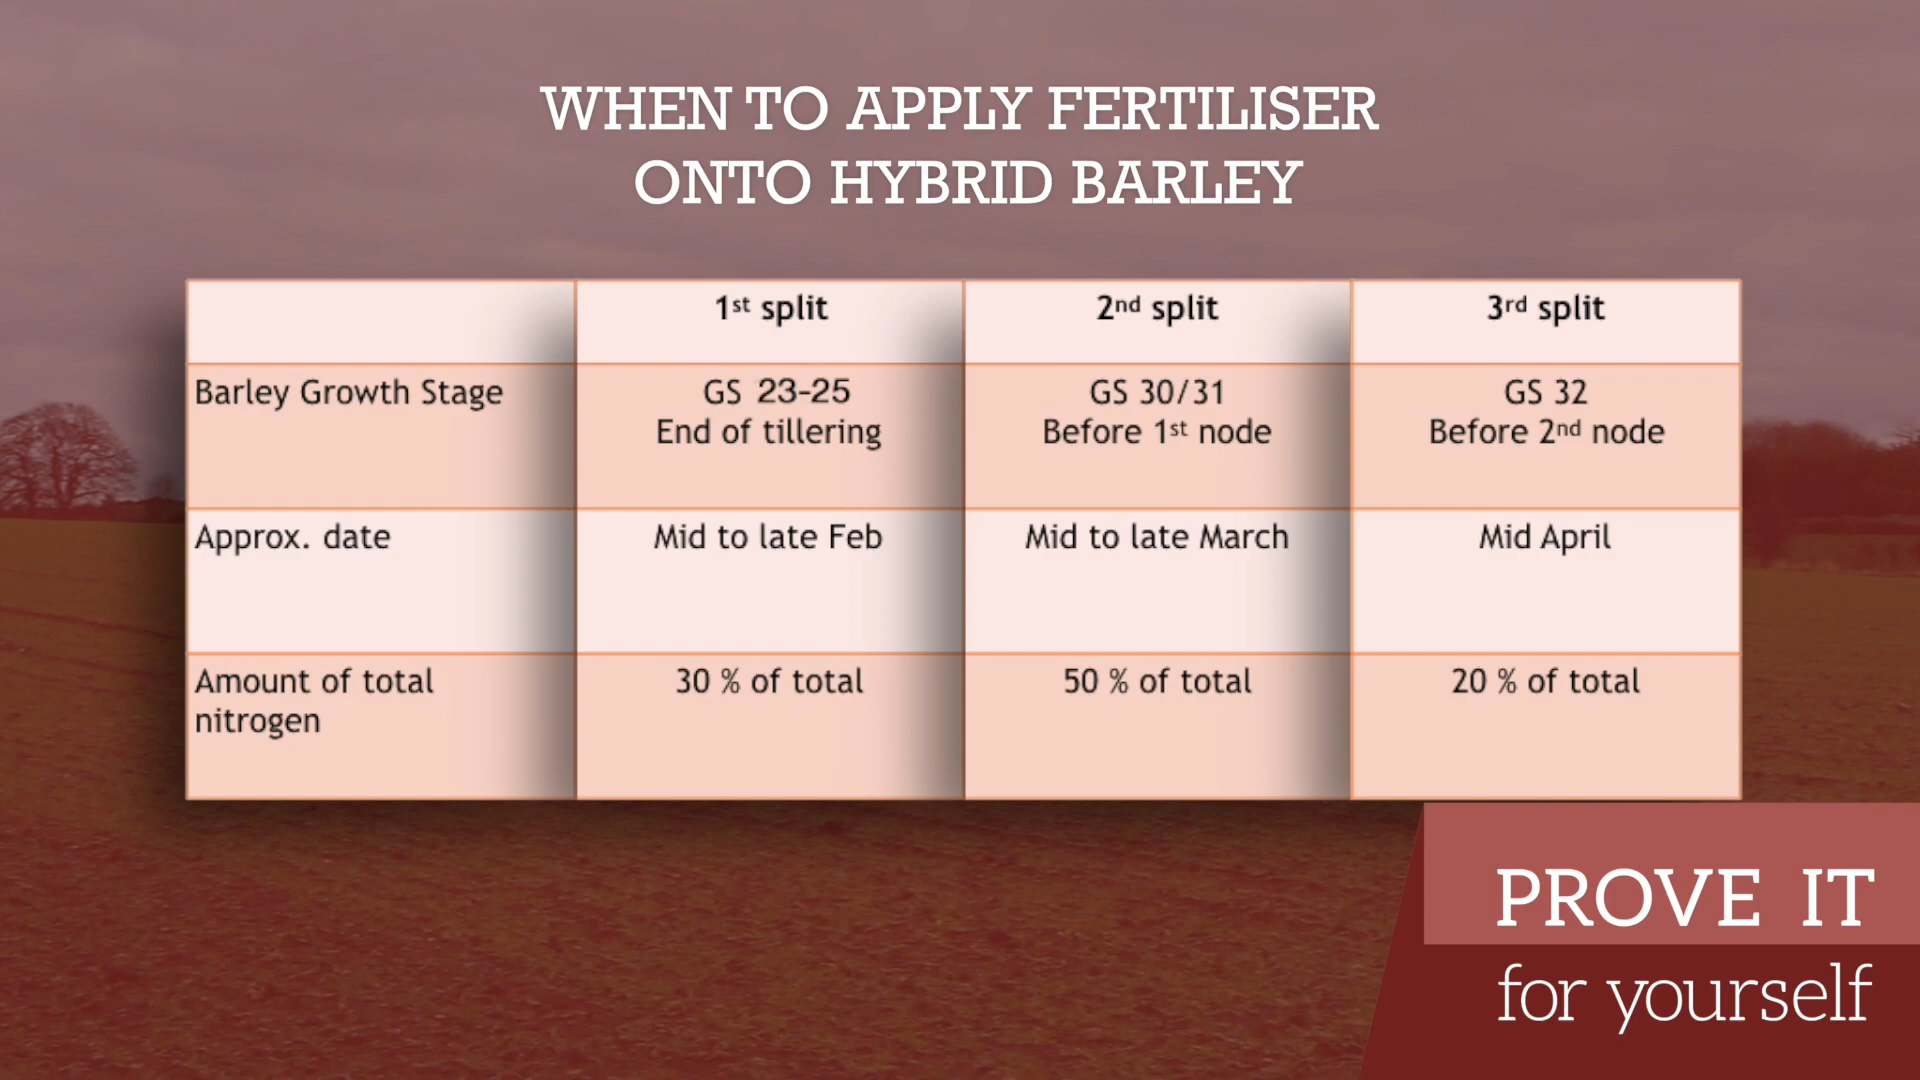 WHEN TO APPLY FERTILISER
ONTO HYBRID BARLEY
1st split
2nd split
3rd split
Barley Growth Stage
GS 23-25
End of tillering
GS 30/31
Before 1st node
GS 32
Before 2nd node
Approx. date
Mid to late Feb
Mid to late March
Mid April
Amount of total
nitrogen
30 % of total
50 % of total
20 % of total
PROVE IT
for yourself